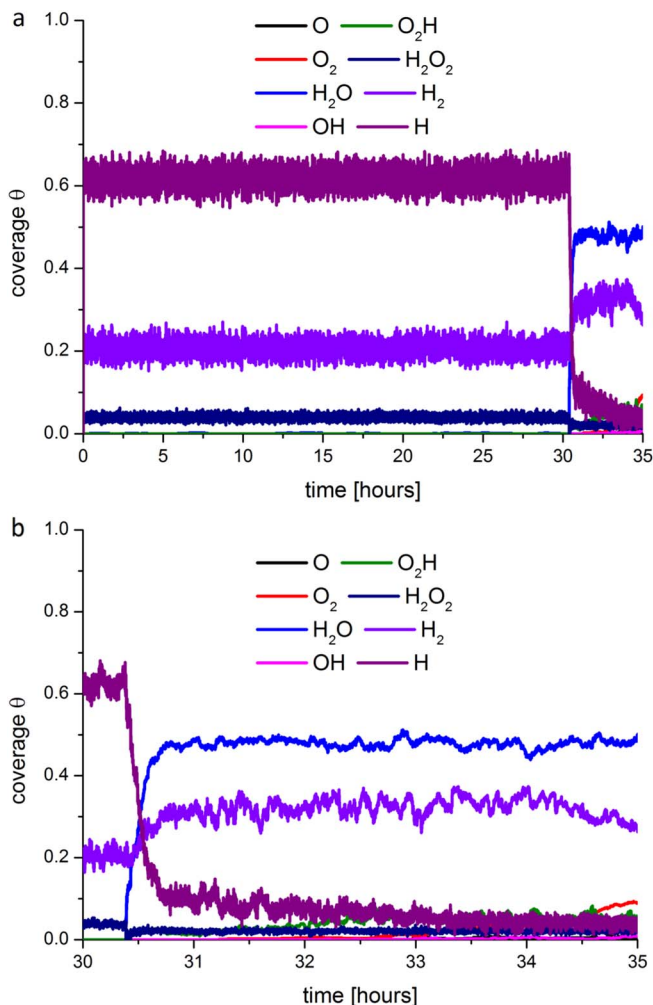 a
1.0
0.8
0.6
0.4
0.2
0.0
coverage θ
O O₂H
O₂ H₂O₂
H₂O H₂
OH H
0 5 10 15 20 25 30 35
time [hours]
b
1.0
0.8
0.6
0.4
0.2
0.0
coverage θ
O O₂H
O₂ H₂O₂
H₂O H₂
OH H
30 31 32 33 34 35
time [hours]